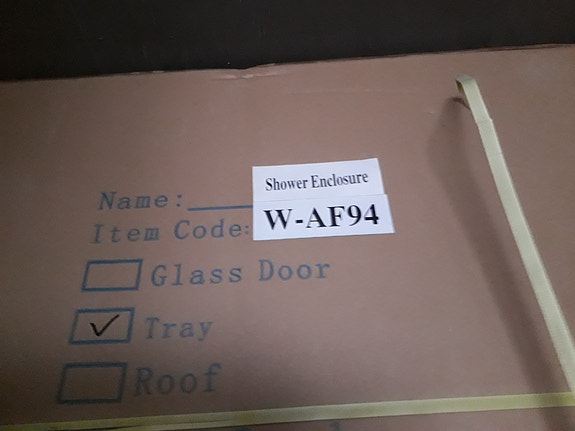 Name: Shower Enclosure
Item Code: W-AF94
Glass Door
✓ Tray
Roof